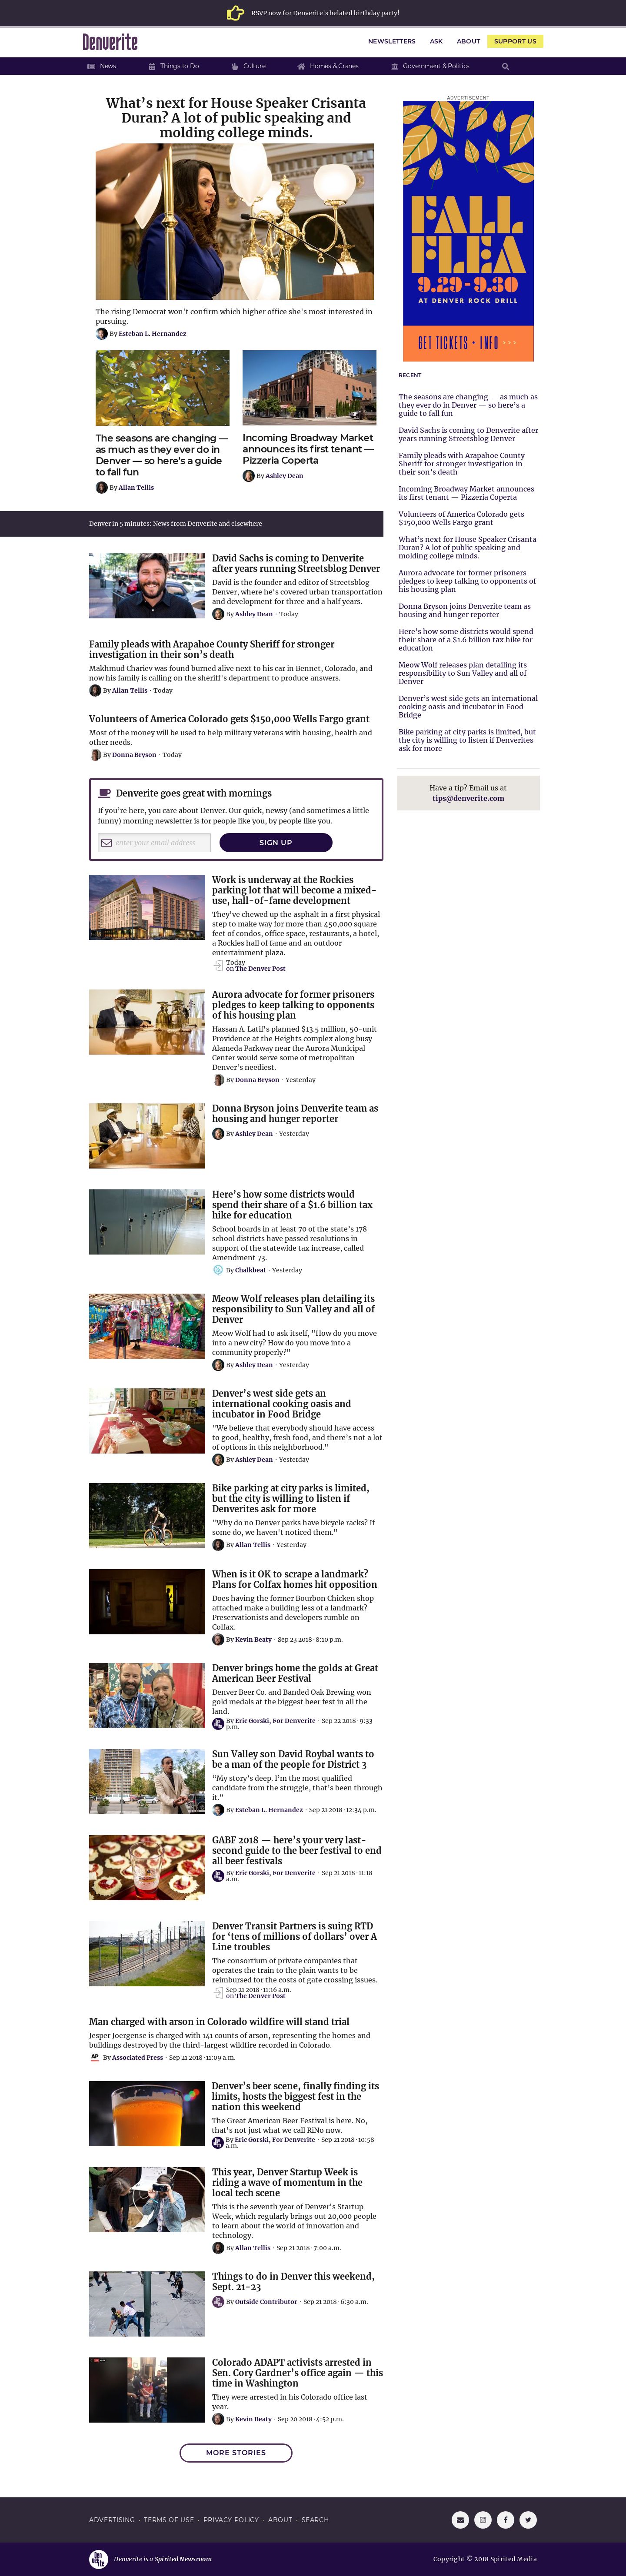 RSVP now for Denverite's belated birthday party!
Denverite
NEWSLETTERS
ASK
ABOUT
SUPPORT US
News
Things to Do
Culture
Homes & Cranes
Government & Politics
What's next for House Speaker Crisanta
Duran? A lot of public speaking and
molding college minds.
The rising Democrat won't confirm which higher office she's most interested in
pursuing.
By Esteban L. Hernandez
The seasons are changing —
as much as they ever do in
Denver — so here's a guide
to fall fun
By Allan Tellis
Incoming Broadway Market
announces its first tenant —
Pizzeria Coperta
By Ashley Dean
Denver in 5 minutes: News from Denverite and elsewhere
David Sachs is coming to Denverite
after years running Streetsblog Denver
David is the founder and editor of Streetsblog
Denver, where he's covered urban transportation
and development for three and a half years.
By Ashley Dean · Today
Family pleads with Arapahoe County Sheriff for stronger
investigation in their son's death
Makhmud Chariev was found burned alive next to his car in Bennet, Colorado, and
now his family is calling on the sheriff's department to produce answers.
By Allan Tellis · Today
Volunteers of America Colorado gets $150,000 Wells Fargo grant
Most of the money will be used to help military veterans with housing, health and
other needs.
By Donna Bryson · Today
Denverite goes great with mornings
If you're here, you care about Denver. Our quick, newsy (and sometimes a little
funny) morning newsletter is for people like you, by people like you.
enter your email address
SIGN UP
Work is underway at the Rockies
parking lot that will become a mixed-
use, hall-of-fame development
They've chewed up the asphalt in a first physical
step to make way for more than 450,000 square
feet of condos, office space, restaurants, a hotel,
a Rockies hall of fame and an outdoor
entertainment plaza.
Today
on The Denver Post
Aurora advocate for former prisoners
pledges to keep talking to opponents
of his housing plan
Hassan A. Latif's planned $13.5 million, 50-unit
Providence at the Heights complex along busy
Alameda Parkway near the Aurora Municipal
Center would serve some of metropolitan
Denver's neediest.
By Donna Bryson · Yesterday
Donna Bryson joins Denverite team as
housing and hunger reporter
By Ashley Dean · Yesterday
Here's how some districts would
spend their share of a $1.6 billion tax
hike for education
School boards in at least 70 of the state's 178
school districts have passed resolutions in
support of the statewide tax increase, called
Amendment 73.
By Chalkbeat · Yesterday
Meow Wolf releases plan detailing its
responsibility to Sun Valley and all of
Denver
Meow Wolf had to ask itself, "How do you move
into a new city? How do you move into a
community properly?"
By Ashley Dean · Yesterday
Denver's west side gets an
international cooking oasis and
incubator in Food Bridge
"We believe that everybody should have access
to good, healthy, fresh food, and there's not a lot
of options in this neighborhood."
By Ashley Dean · Yesterday
Bike parking at city parks is limited,
but the city is willing to listen if
Denverites ask for more
"Why do no Denver parks have bicycle racks? If
some do, we haven't noticed them."
By Allan Tellis · Yesterday
When is it OK to scrape a landmark?
Plans for Colfax homes hit opposition
Does having the former Bourbon Chicken shop
attached make a building less of a landmark?
Preservationists and developers rumble on
Colfax.
By Kevin Beaty · Sep 23 2018 · 8:10 p.m.
Denver brings home the golds at Great
American Beer Festival
Denver Beer Co. and Banded Oak Brewing won
gold medals at the biggest beer fest in all the
land.
By Eric Gorski, For Denverite · Sep 22 2018 · 9:33
p.m.
Sun Valley son David Roybal wants to
be a man of the people for District 3
"My story's deep. I'm the most qualified
candidate from the struggle, that's been through
it."
By Esteban L. Hernandez · Sep 21 2018 · 12:34 p.m.
GABF 2018 — here's your very last-
second guide to the beer festival to end
all beer festivals
By Eric Gorski, For Denverite · Sep 21 2018 · 11:18
a.m.
Denver Transit Partners is suing RTD
for 'tens of millions of dollars' over A
Line troubles
The consortium of private companies that
operates the train to the plain wants to be
reimbursed for the costs of gate crossing issues.
Sep 21 2018 · 11:16 a.m.
on The Denver Post
Man charged with arson in Colorado wildfire will stand trial
Jesper Joergense is charged with 141 counts of arson, representing the homes and
buildings destroyed by the third-largest wildfire recorded in Colorado.
AP
By Associated Press · Sep 21 2018 · 11:09 a.m.
Denver's beer scene, finally finding its
limits, hosts the biggest fest in the
nation this weekend
The Great American Beer Festival is here. No,
that's not just what we call RiNo now.
By Eric Gorski, For Denverite · Sep 21 2018 · 10:58
a.m.
This year, Denver Startup Week is
riding a wave of momentum in the
local tech scene
This is the seventh year of Denver's Startup
Week, which regularly brings out 20,000 people
to learn about the world of innovation and
technology.
By Allan Tellis · Sep 21 2018 · 7:00 a.m.
Things to do in Denver this weekend,
Sept. 21-23
By Outside Contributor · Sep 21 2018 · 6:30 a.m.
Colorado ADAPT activists arrested in
Sen. Cory Gardner's office again — this
time in Washington
They were arrested in his Colorado office last
year.
By Kevin Beaty · Sep 20 2018 · 4:52 p.m.
MORE STORIES
ADVERTISEMENT
FALL
FLEA
9.29-9.30
AT DENVER ROCK DRILL
GET TICKETS + INFO >>>
RECENT
The seasons are changing — as much as
they ever do in Denver — so here's a
guide to fall fun
David Sachs is coming to Denverite after
years running Streetsblog Denver
Family pleads with Arapahoe County
Sheriff for stronger investigation in
their son's death
Incoming Broadway Market announces
its first tenant — Pizzeria Coperta
Volunteers of America Colorado gets
$150,000 Wells Fargo grant
What's next for House Speaker Crisanta
Duran? A lot of public speaking and
molding college minds.
Aurora advocate for former prisoners
pledges to keep talking to opponents of
his housing plan
Donna Bryson joins Denverite team as
housing and hunger reporter
Here's how some districts would spend
their share of a $1.6 billion tax hike for
education
Meow Wolf releases plan detailing its
responsibility to Sun Valley and all of
Denver
Denver's west side gets an international
cooking oasis and incubator in Food
Bridge
Bike parking at city parks is limited, but
the city is willing to listen if Denverites
ask for more
Have a tip? Email us at
tips@denverite.com
ADVERTISING · TERMS OF USE · PRIVACY POLICY · ABOUT · SEARCH
Den
ver
ite
Denverite is a Spirited Newsroom
Copyright © 2018 Spirited Media